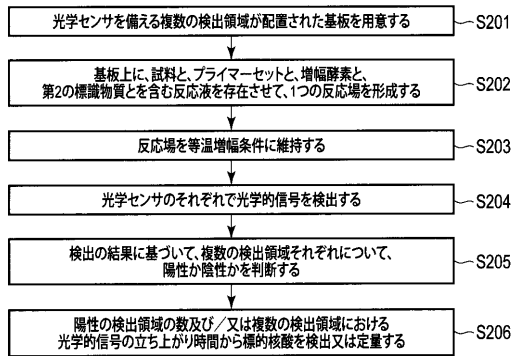 光学センサを備える複数の検出領域が配置された基板を用意する
S201
基板上に、試料と、プライマーセットと、増幅酵素と、
第2の標識物質とを含む反応液を存在させて、1つの反応場を形成する
S202
反応場を等温増幅条件に維持する
S203
光学センサのそれぞれで光学的信号を検出する
S204
検出の結果に基づいて、複数の検出領域それぞれについて、
陽性か陰性かを判断する
S205
陽性の検出領域の数及び/又は複数の検出領域における
光学的信号の立ち上がり時間から標的核酸を検出又は定量する
S206